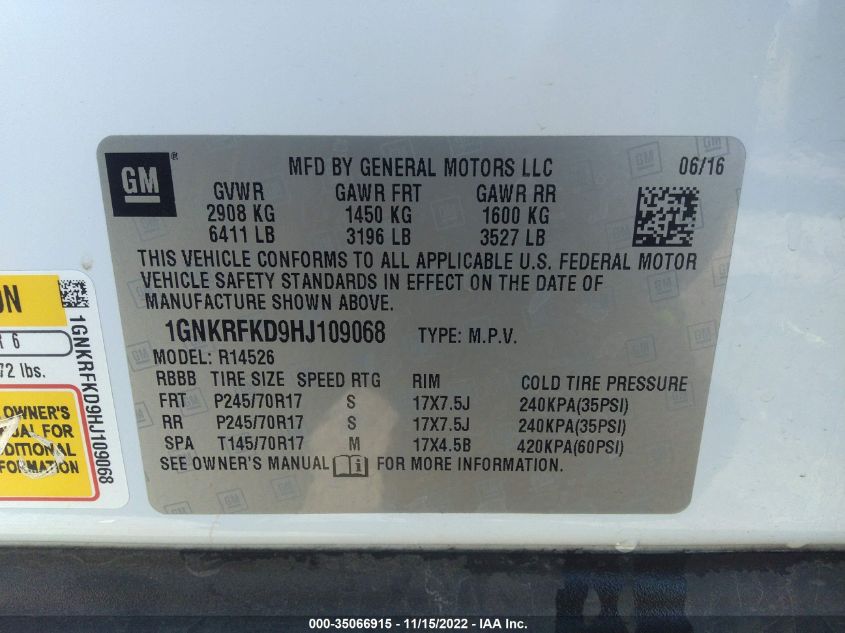 GM ®
MFD BY GENERAL MOTORS LLC 06/16
GVWR GAWR FRT GAWR RR
2908 KG 1450 KG 1600 KG
6411 LB 3196 LB 3527 LB
THIS VEHICLE CONFORMS TO ALL APPLICABLE U.S. FEDERAL MOTOR
VEHICLE SAFETY STANDARDS IN EFFECT ON THE DATE OF
MANUFACTURE SHOWN ABOVE.
1GNKRFKD9HJ109068 TYPE: M.P.V.
MODEL: R14526
RBBB TIRE SIZE SPEED RTG RIM COLD TIRE PRESSURE
FRT P245/70R17 S 17X7.5J 240KPA(35PSI)
RR P245/70R17 S 17X7.5J 240KPA(35PSI)
SPA T145/70R17 M 17X4.5B 420KPA(60PSI)
SEE OWNER'S MANUAL FOR MORE INFORMATION.
6
72 lbs.
OWNER'S
FOR
1GNKRFKD9HJ109068
000-35066915 - 11/15/2022 - IAA Inc.